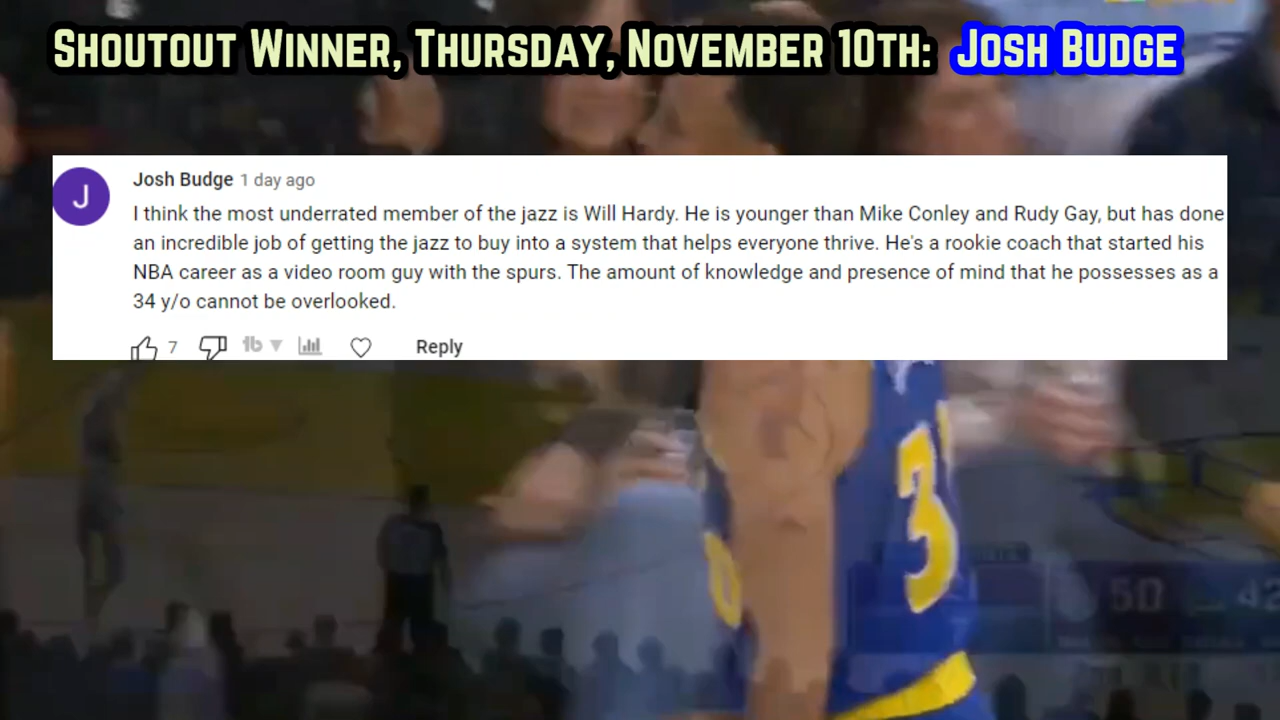 Shoutout Winner, Thursday, November 10th: Josh Budge
J
Josh Budge 1 day ago
I think the most underrated member of the jazz is Will Hardy. He is younger than Mike Conley and Rudy Gay, but has done
an incredible job of getting the jazz to buy into a system that helps everyone thrive. He's a rookie coach that started his
NBA career as a video room guy with the spurs. The amount of knowledge and presence of mind that he possesses as a
34 y/o cannot be overlooked.
7 Reply
3
50 42